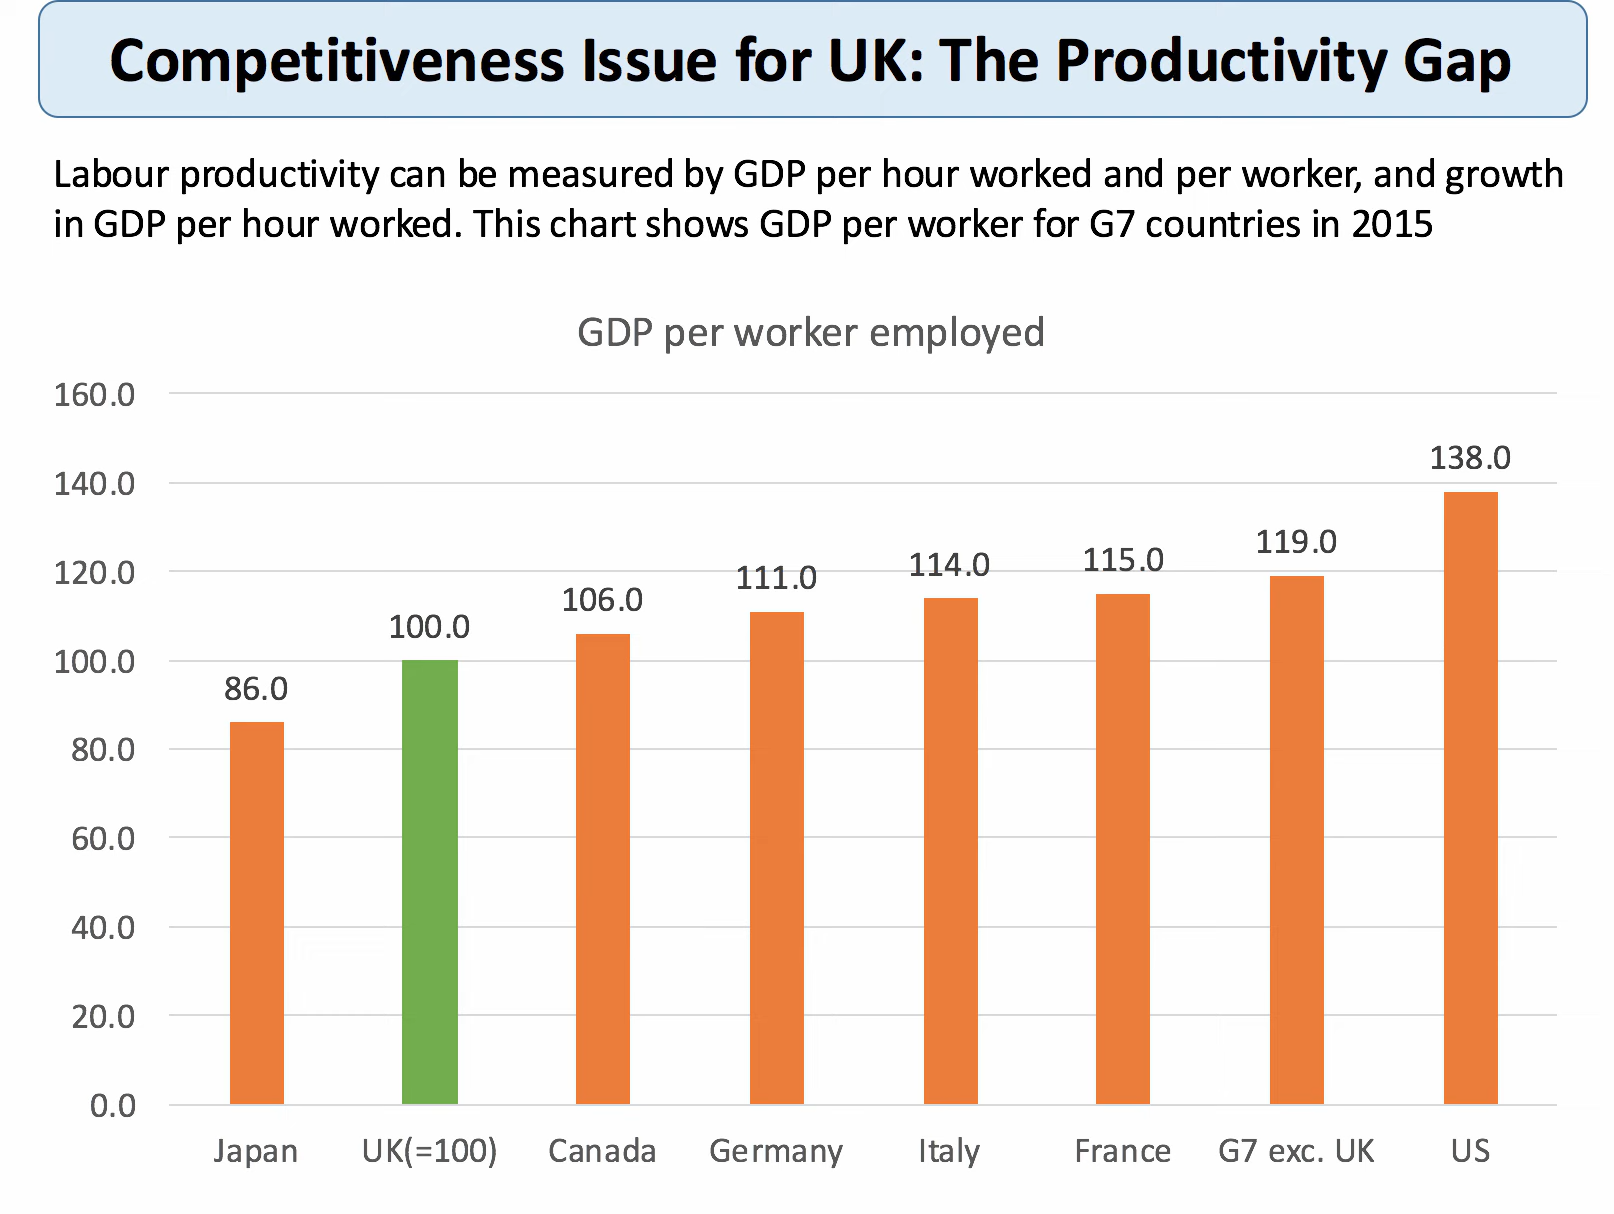 Competitiveness Issue for UK: The Productivity Gap
Labour productivity can be measured by GDP per hour worked and per worker, and growth
in GDP per hour worked. This chart shows GDP per worker for G7 countries in 2015
GDP per worker employed
160.0
140.0
120.0
100.0
80.0
60.0
40.0
20.0
0.0
86.0
100.0
106.0
111.0
114.0
115.0
119.0
138.0
Japan
UK(=100)
Canada
Germany
Italy
France
G7 exc. UK
US